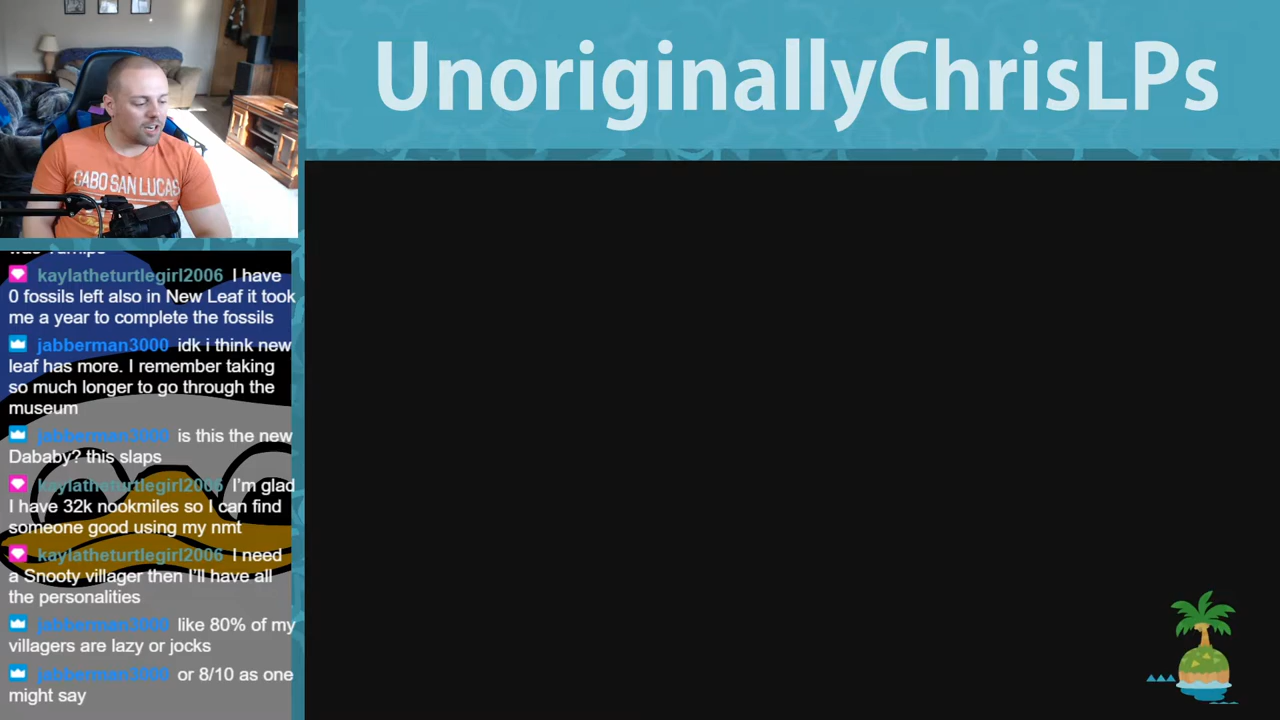 UnoriginallyChrisLPs
CABO SAN LUCAS
kaylatheturtlegirl2006 I have
0 fossils left also in New Leaf it took
me a year to complete the fossils
jabberman3000 idk i think new
leaf has more. I remember taking
so much longer to go through the
museum
jabberman3000 is this the new
Dababy? this slaps
kaylatheturtlegirl2006 I'm glad
I have 32k nookmiles so I can find
someone good using my nmt
kaylatheturtlegirl2006 I need
a Snooty villager then I'll have all
the personalities
jabberman3000 like 80% of my
villagers are lazy or jocks
jabberman3000 or 8/10 as one
might say